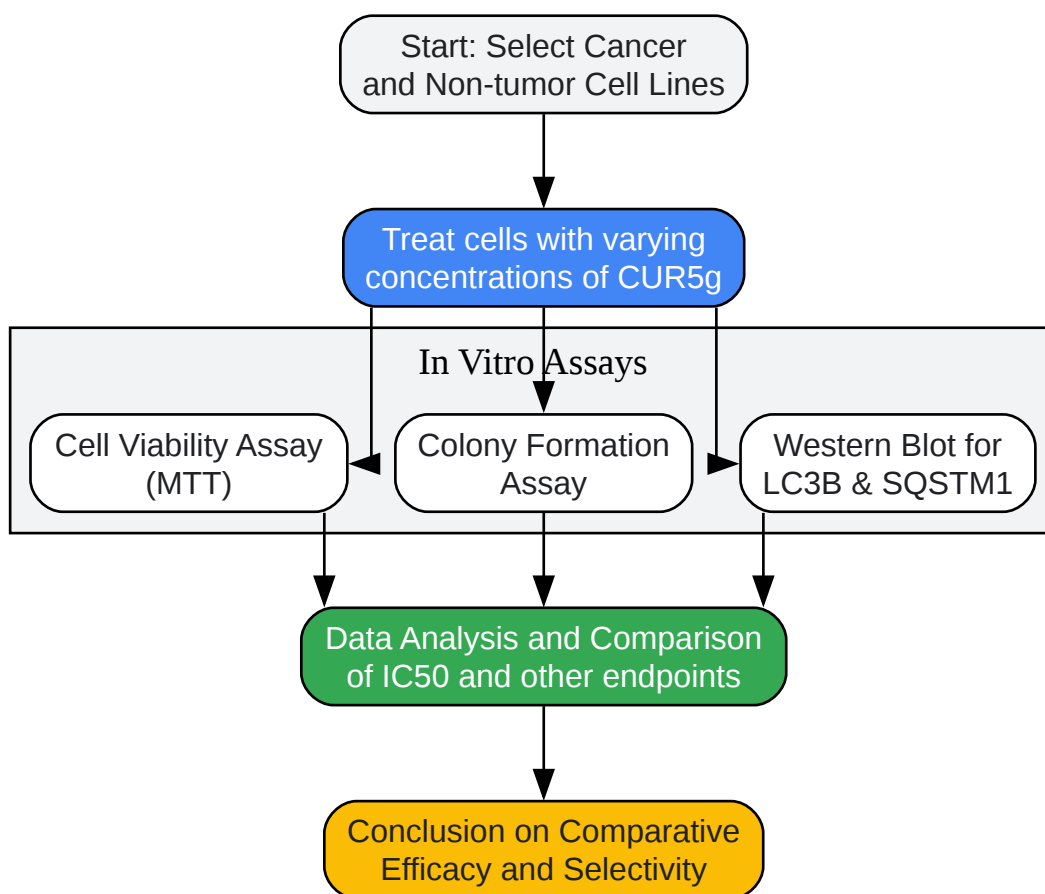 Start: Select Cancer
and Non-tumor Cell Lines
Treat cells with varying
concentrations of CUR5g
In Vitro Assays
Cell Viability Assay
(MTT)
Colony Formation
Assay
Western Blot for
LC3B & SQSTM1
Data Analysis and Comparison
of IC50 and other endpoints
Conclusion on Comparative
Efficacy and Selectivity